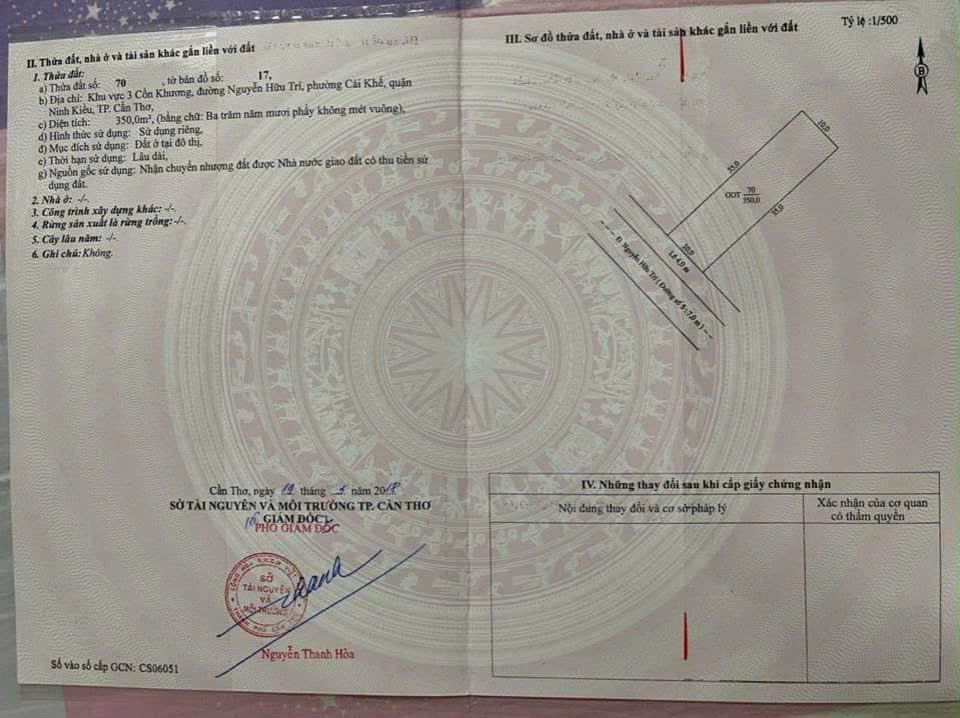 II. Thửa đất, nhà ở và tài sản khác gắn liền với đất
1. Thửa đất:
a) Thửa đất số: 70 , tờ bản đồ số: 17,
b) Địa chỉ: Khu vực 3 Cồn Khương, đường Nguyễn Hữu Trí, phường Cái Khế, quận
Ninh Kiều, TP. Cần Thơ,
c) Diện tích: 350,0m², (bằng chữ: Ba trăm năm mươi phẩy không mét vuông),
d) Hình thức sử dụng: Sử dụng riêng,
đ) Mục đích sử dụng: Đất ở tại đô thị,
e) Thời hạn sử dụng: Lâu dài,
g) Nguồn gốc sử dụng: Nhận chuyển nhượng đất được Nhà nước giao đất có thu tiền sử
dụng đất.
2. Nhà ở: -/-.
3. Công trình xây dựng khác: -/-.
4. Rừng sản xuất là rừng trồng: -/-.
5. Cây lâu năm: -/-.
6. Ghi chú: Không.
Cần Thơ, ngày 19 tháng 5 năm 2018
SỞ TÀI NGUYÊN VÀ MÔI TRƯỜNG TP. CẦN THƠ
GIÁM ĐỐC
PHÓ GIÁM ĐỐC
SỞ
TÀI NGUYÊN
VÀ
MÔI TRƯỜNG
THÀNH PHỐ CẦN THƠ
Nguyễn Thanh Hòa
Số vào sổ cấp GCN: CS06051
III. Sơ đồ thửa đất, nhà ở và tài sản khác gắn liền với đất
Tỷ lệ :1/500
B
10,0
35,0
ODT 70
350,0
35,0
10,0
Lề 4,0 m
Đ. Nguyễn Hữu Trí ( Đường số 5: 7,0 m )
IV. Những thay đổi sau khi cấp giấy chứng nhận
Nội dung thay đổi và cơ sở pháp lý
Xác nhận của cơ quan
có thẩm quyền